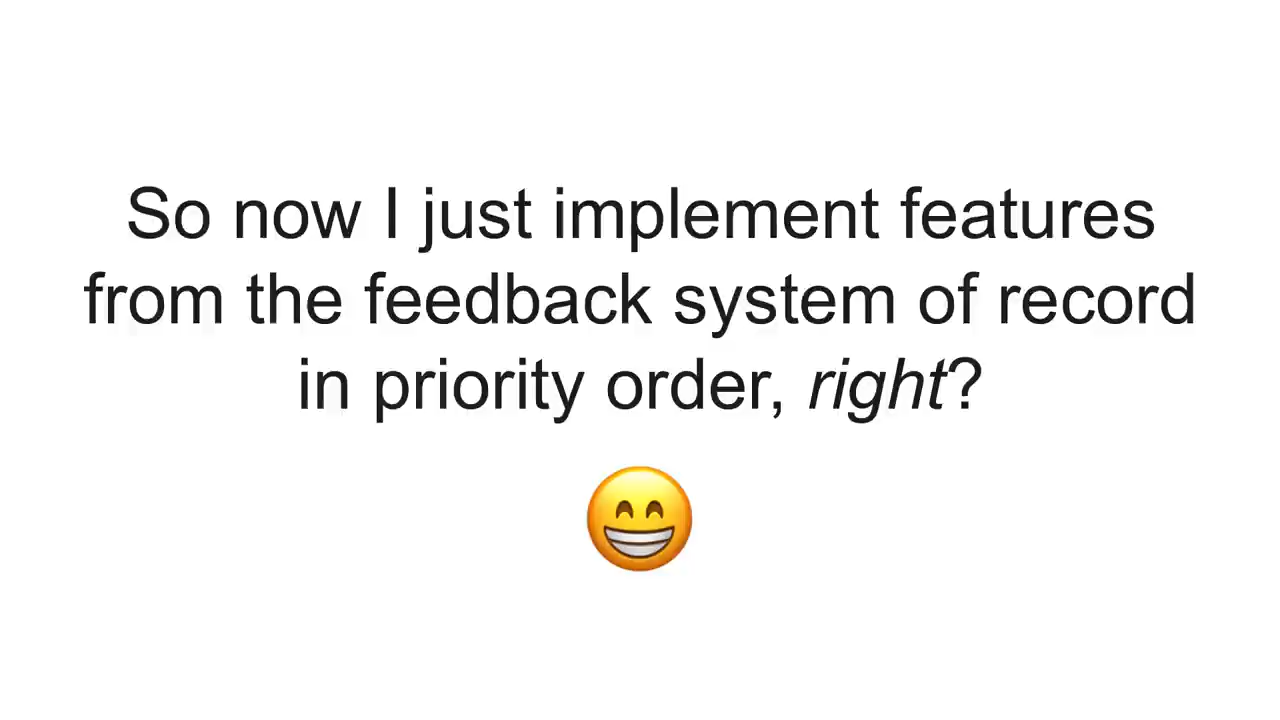 So now I just implement features
from the feedback system of record
in priority order, right?